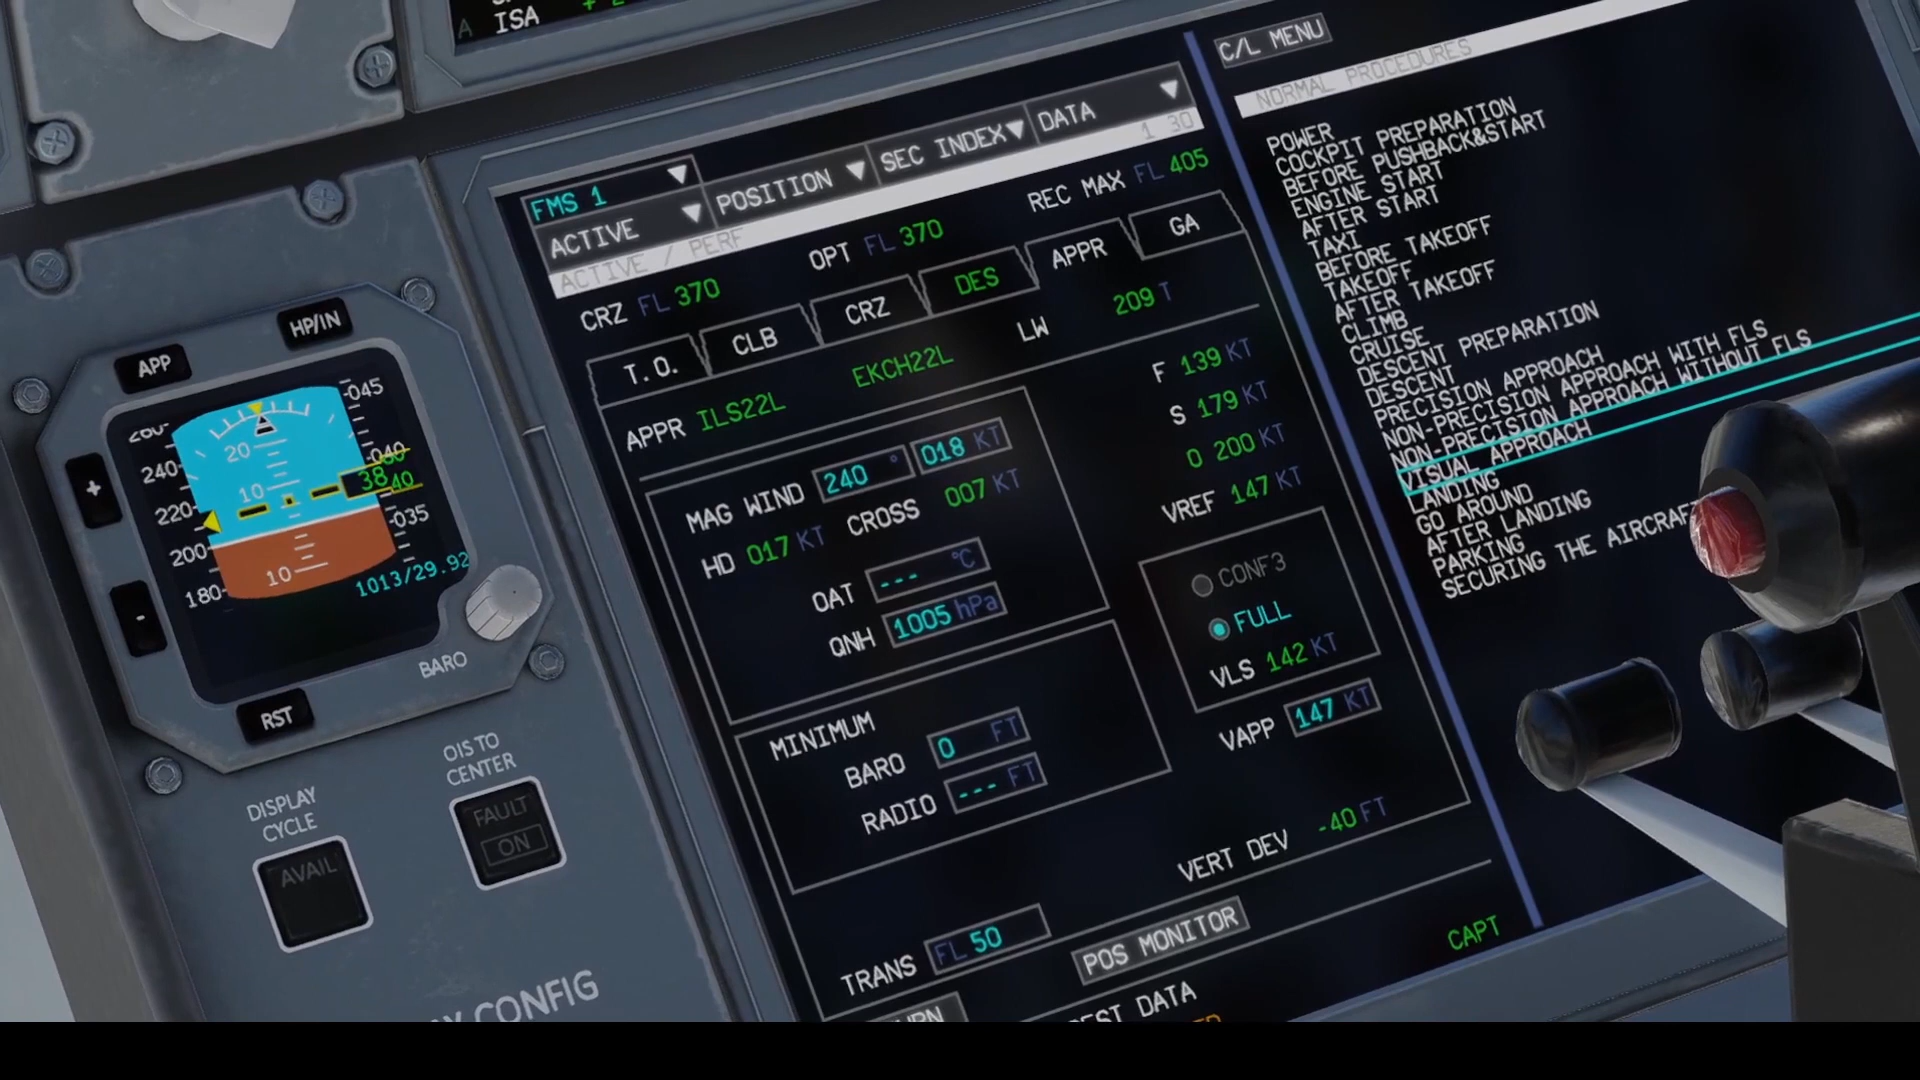 A ISA
C/L MENU
NORMAL PROCEDURES
POWER
COCKPIT PREPARATION
BEFORE PUSHBACK&START
ENGINE START
AFTER START
TAXI
BEFORE TAKEOFF
TAKEOFF
AFTER TAKEOFF
CLIMB
CRUISE
DESCENT PREPARATION
DESCENT
PRECISION APPROACH
NON-PRECISION APPROACH WITH FLS
NON-PRECISION APPROACH WITHOUT FLS
VISUAL APPROACH
LANDING
GO AROUND
AFTER LANDING
PARKING
SECURING THE AIRCRAF
FMS 1
ACTIVE POSITION SEC INDEX DATA
ACTIVE / PERF
CRZ FL 370 OPT FL 370 REC MAX FL 405
T.O. CLB CRZ DES APPR GA
APPR ILS22L EKCH22L LW 209 T
MAG WIND 240 ° 018 KT
HD 017 KT CROSS 007 KT
OAT --- °C
QNH 1005 hPa
F 139 KT
S 179 KT
O 200 KT
VREF 147 KT
CONF3
FULL
VLS 142 KT
VAPP 147 KT
MINIMUM
BARO 0 FT
RADIO --- FT
VERT DEV -40 FT
TRANS FL 50
POS MONITOR
CAPT
EST DATA
APP
HP/IN
+
-
RST
BARO
240
220
200
180
20
10
10
045
040
035
38
1013/29.92
DISPLAY
CYCLE
AVAIL
OIS TO
CENTER
FAULT
ON
CONFIG